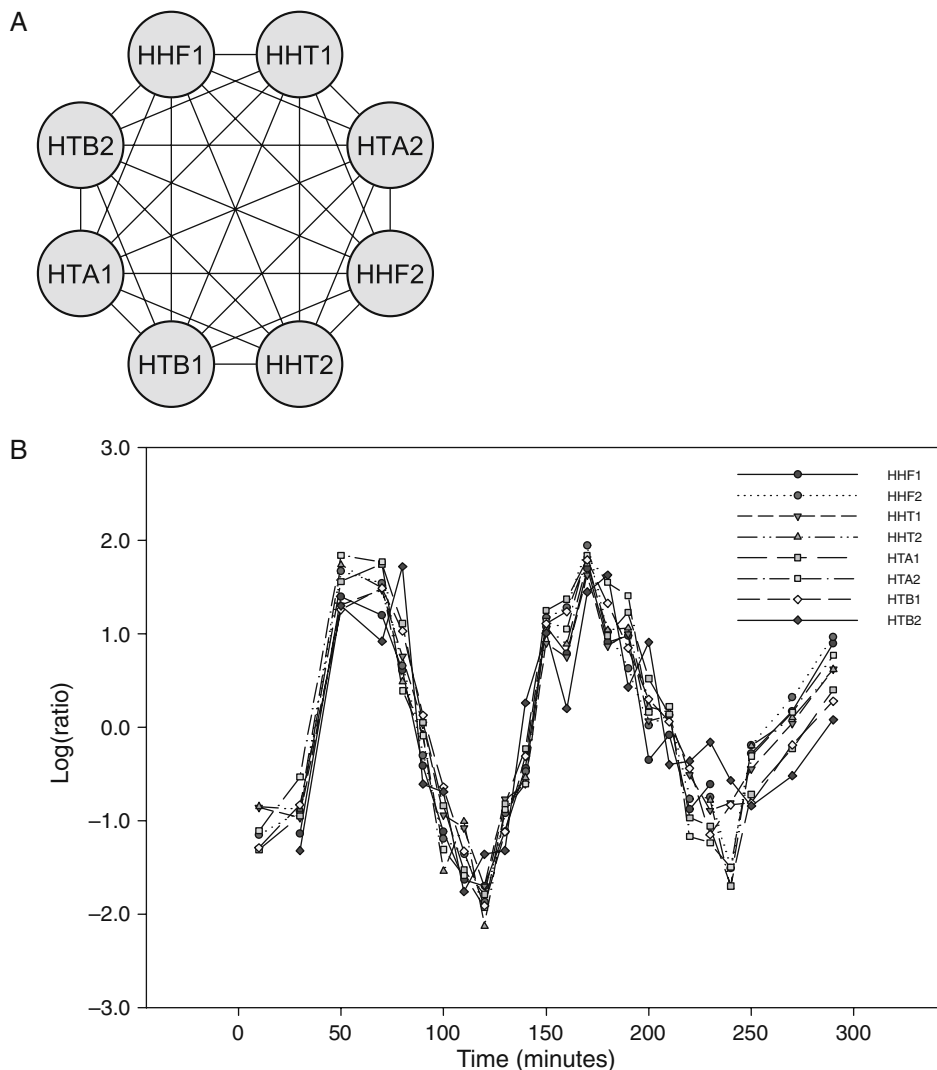 A
HHF1
HHT1
HTB2
HTA2
HTA1
HHF2
HTB1
HHT2
B
3.0
2.0
1.0
0.0
−1.0
−2.0
−3.0
Log(ratio)
HHF1
HHF2
HHT1
HHT2
HTA1
HTA2
HTB1
HTB2
0 50 100 150 200 250 300
Time (minutes)